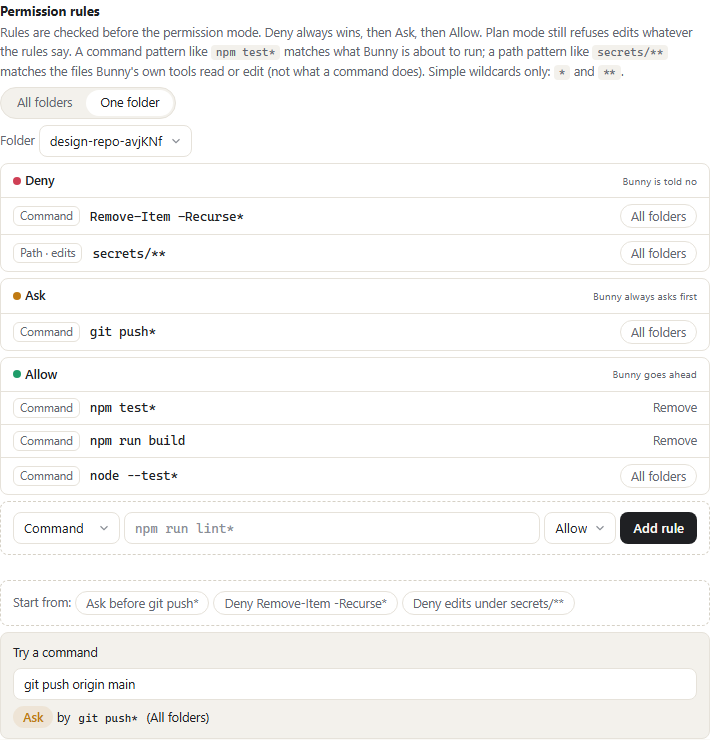 Permission rules
Rules are checked before the permission mode. Deny always wins, then Ask, then Allow. Plan mode still refuses edits whatever
the rules say. A command pattern like npm test* matches what Bunny is about to run; a path pattern like secrets/**
matches the files Bunny's own tools read or edit (not what a command does). Simple wildcards only: * and **.
All folders One folder
Folder design-repo-avjKNf
Deny Bunny is told no
Command Remove-Item -Recurse* All folders
Path · edits secrets/** All folders
Ask Bunny always asks first
Command git push* All folders
Allow Bunny goes ahead
Command npm test* Remove
Command npm run build Remove
Command node --test* All folders
Command npm run lint* Allow Add rule
Start from: Ask before git push* Deny Remove-Item -Recurse* Deny edits under secrets/**
Try a command
git push origin main
Ask by git push* (All folders)